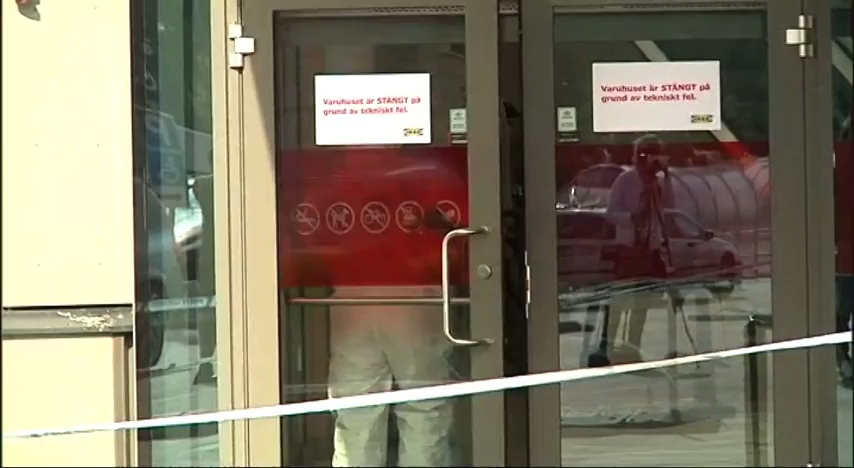 Varuhuset är STÄNGT på
grund av tekniskt fel.
IKEA
Varuhuset är STÄNGT på
grund av tekniskt fel.
IKEA